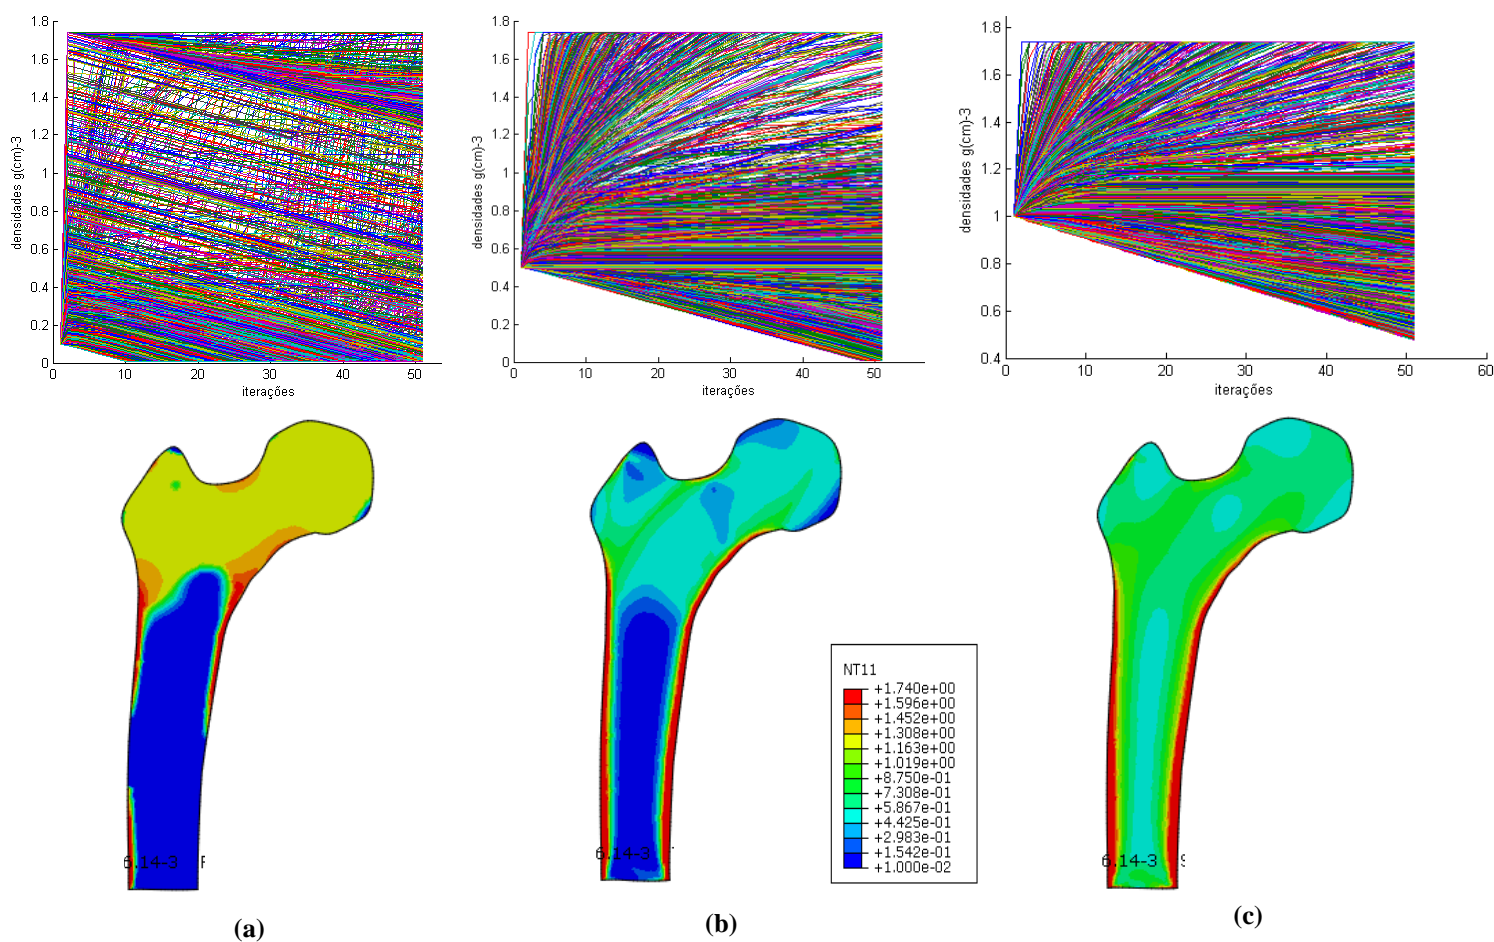 1.8
1.6
1.4
1.2
1
0.8
0.6
0.4
0.2
0
densidades g(cm)-3
0 10 20 30 40 50
iterações
1.8
1.6
1.4
1.2
1
0.8
0.6
0.4
0.2
0
densidades g(cm)-3
0 10 20 30 40 50
iterações
1.8
1.6
1.4
1.2
1
0.8
0.6
0.4
densidades g(cm)-3
0 10 20 30 40 50 60
iterações
NT11
+1.740e+00
+1.596e+00
+1.452e+00
+1.308e+00
+1.163e+00
+1.019e+00
+8.750e-01
+7.308e-01
+5.867e-01
+4.425e-01
+2.983e-01
+1.542e-01
+1.000e-02
6.14-3
6.14-3
6.14-3
(a)
(b)
(c)